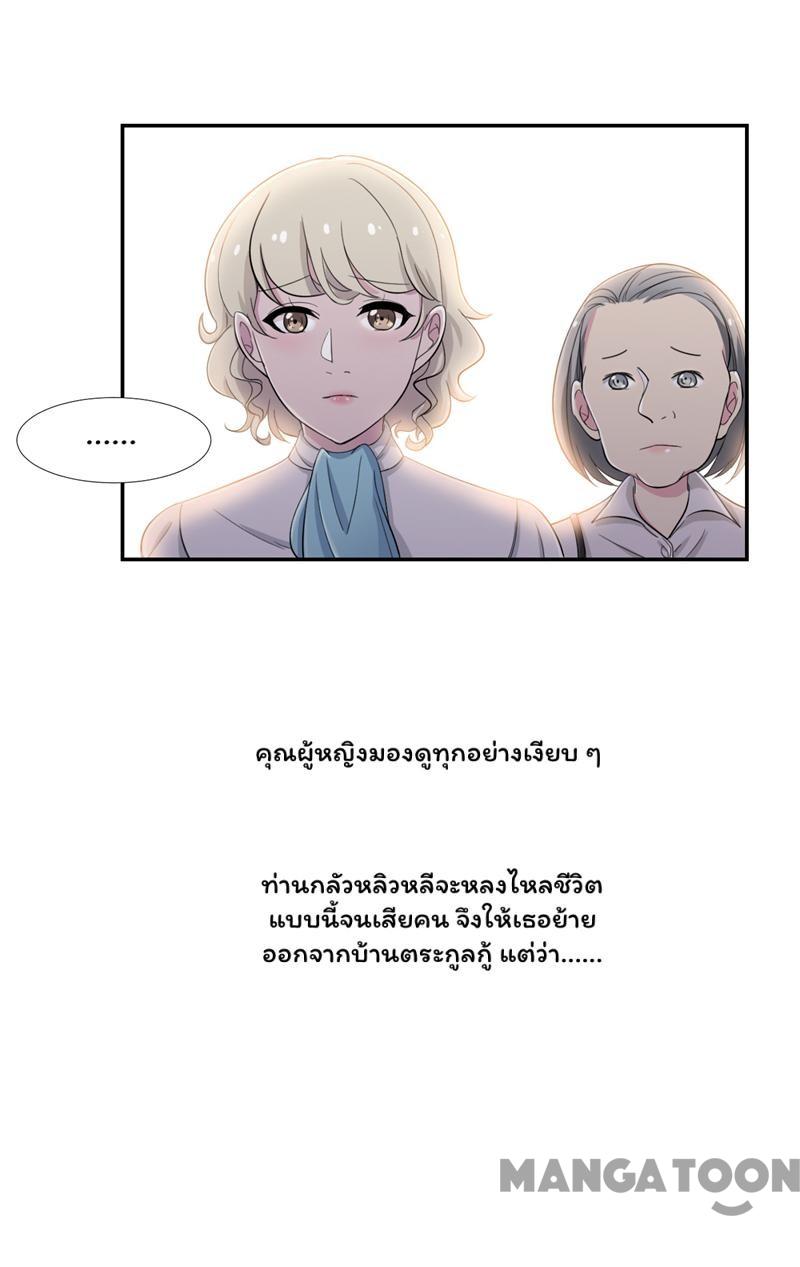 ......
คุณผู้หญิงมองดูทุกอย่างเงียบ ๆ
ท่านกลัวหลิวหลีจะหลงไหลชีวิต
แบบนี้จนเสียคน จึงให้เธอย้าย
ออกจากบ้านตระกูลกู้ แต่ว่า......
MANGATOON